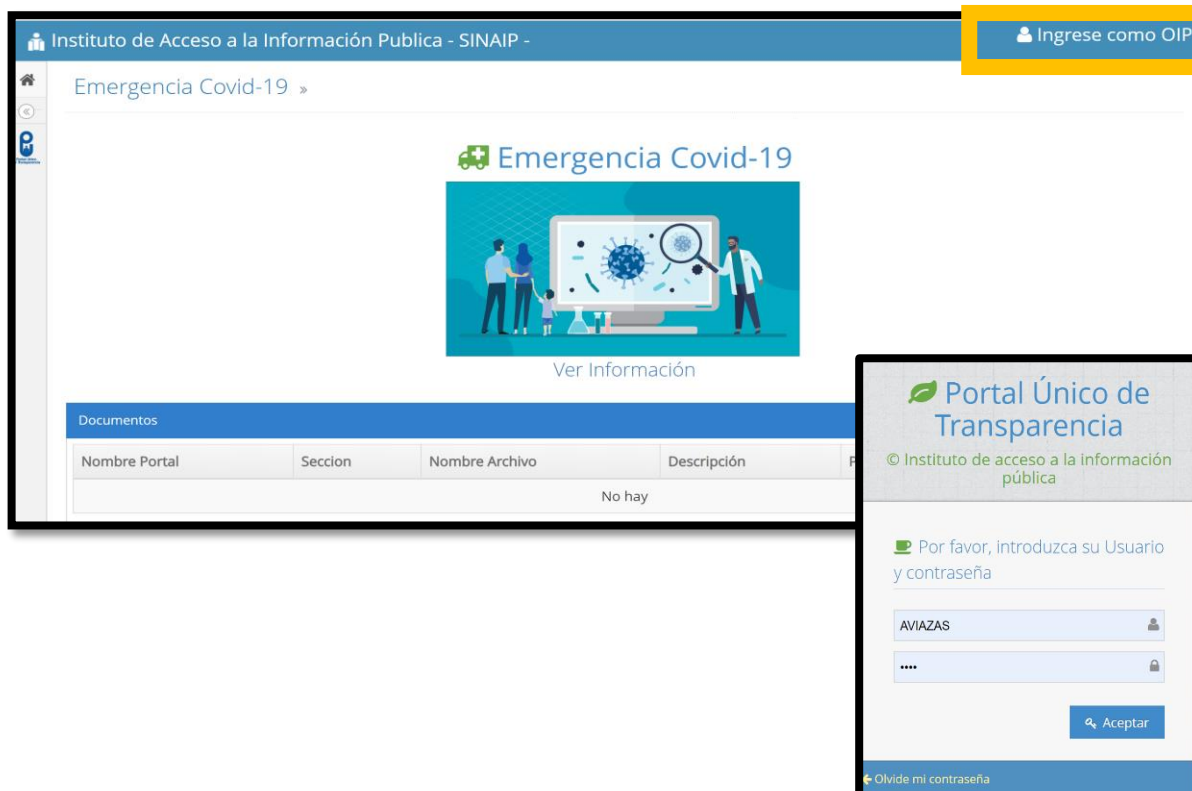 Instituto de Acceso a la Información Publica - SINAIP -
Ingrese como OIP
Emergencia Covid-19 »
Emergencia Covid-19
Ver Información
Documentos
Nombre Portal Seccion Nombre Archivo Descripción
No hay
Portal Único de
Transparencia
© Instituto de acceso a la información
pública
Por favor, introduzca su Usuario
y contraseña
AVIAZAS
••••
Aceptar
Olvide mi contraseña